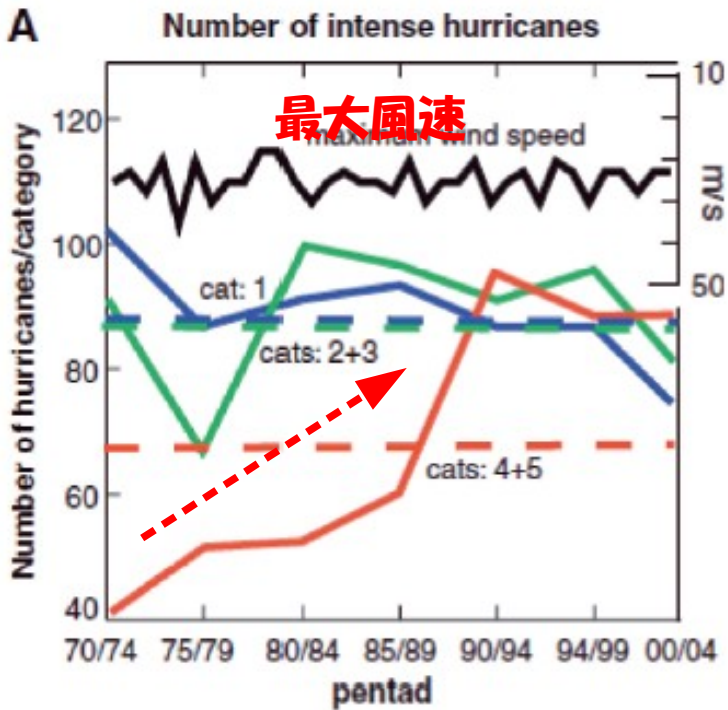 A
Number of intense hurricanes
最大風速
maximum wind speed
Number of hurricanes/category
120
100
80
60
40
10
m/s
50
cat: 1
cats: 2+3
cats: 4+5
70/74 75/79 80/84 85/89 90/94 94/99 00/04
pentad